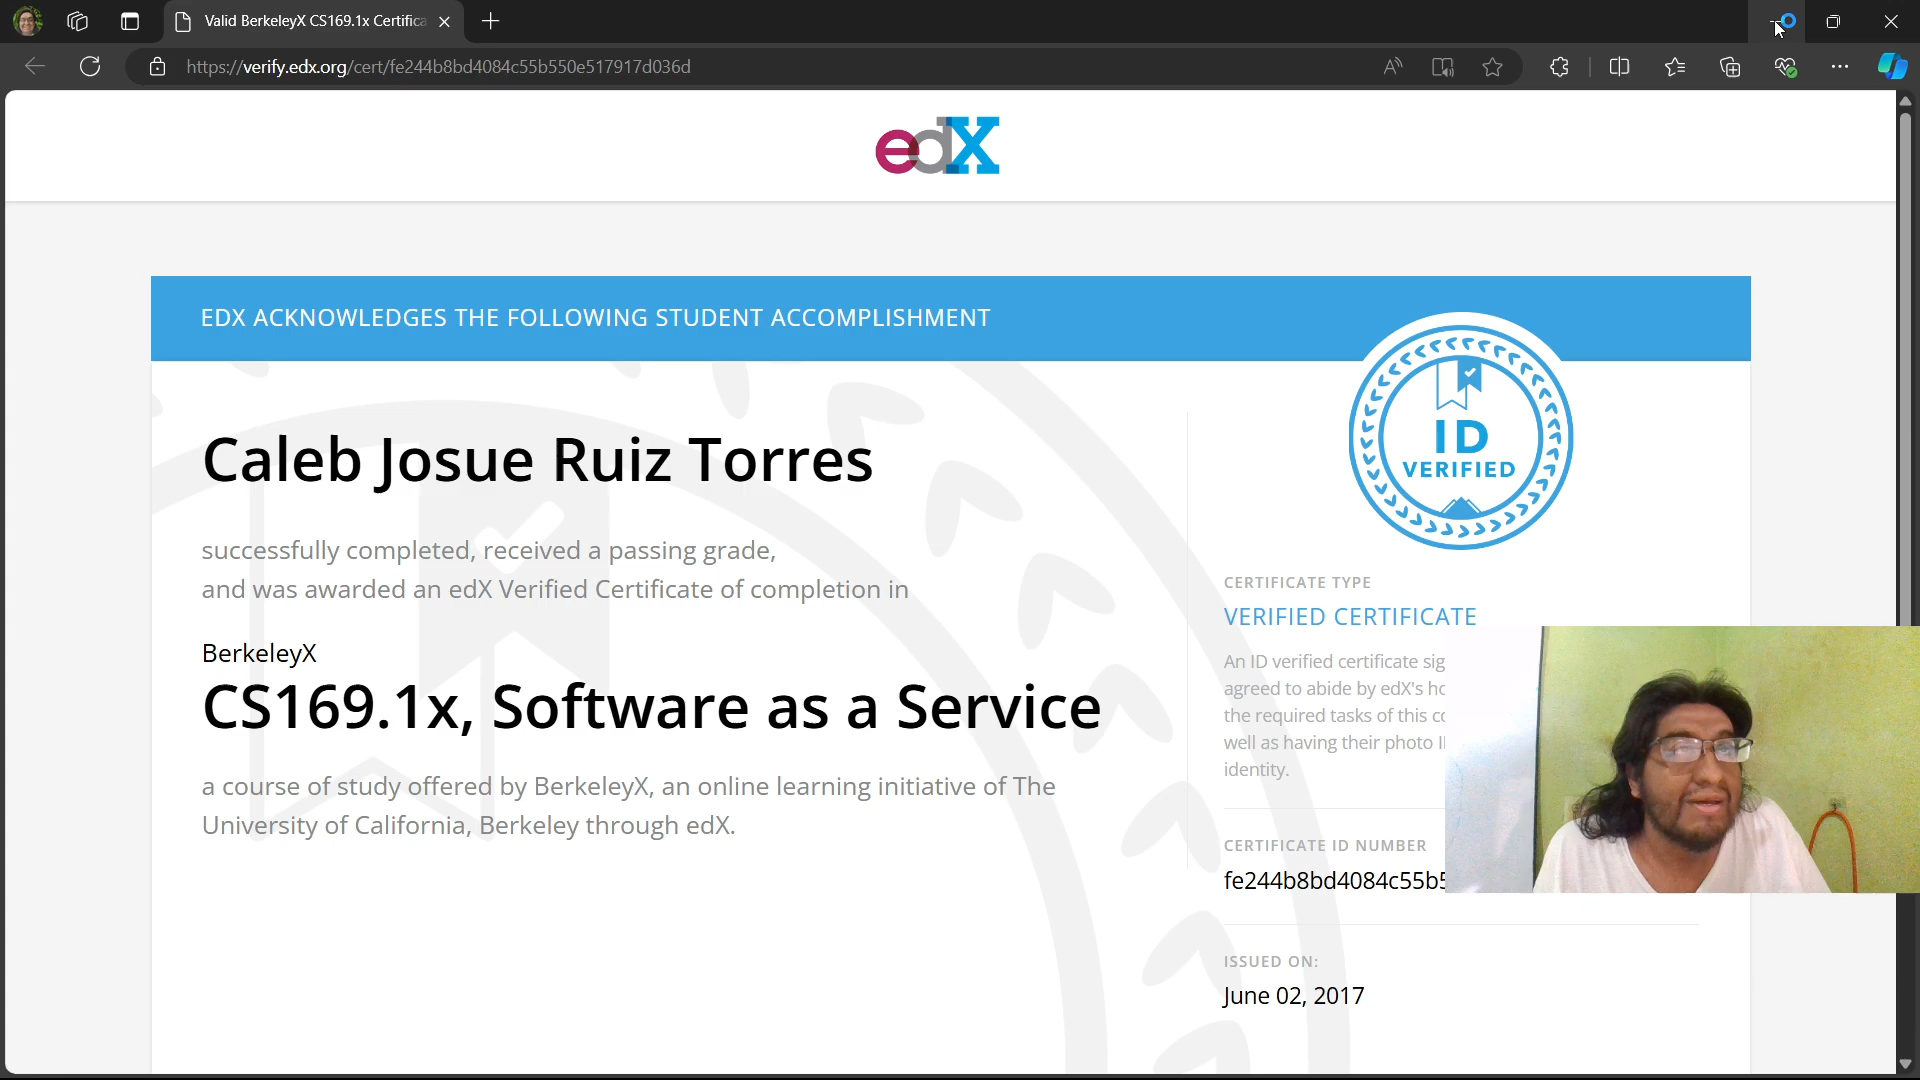 Valid BerkeleyX CS169.1x Certifica
https://verify.edx.org/cert/fe244b8bd4084c55b550e517917d036d
edX
EDX ACKNOWLEDGES THE FOLLOWING STUDENT ACCOMPLISHMENT
ID
VERIFIED
Caleb Josue Ruiz Torres
successfully completed, received a passing grade,
and was awarded an edX Verified Certificate of completion in
BerkeleyX
CS169.1x, Software as a Service
a course of study offered by BerkeleyX, an online learning initiative of The
University of California, Berkeley through edX.
CERTIFICATE TYPE
VERIFIED CERTIFICATE
An ID verified certificate sig
agreed to abide by edX's
the required tasks of this
well as having their photo
identity.
CERTIFICATE ID NUMBER
fe244b8bd4084c55b5
ISSUED ON:
June 02, 2017